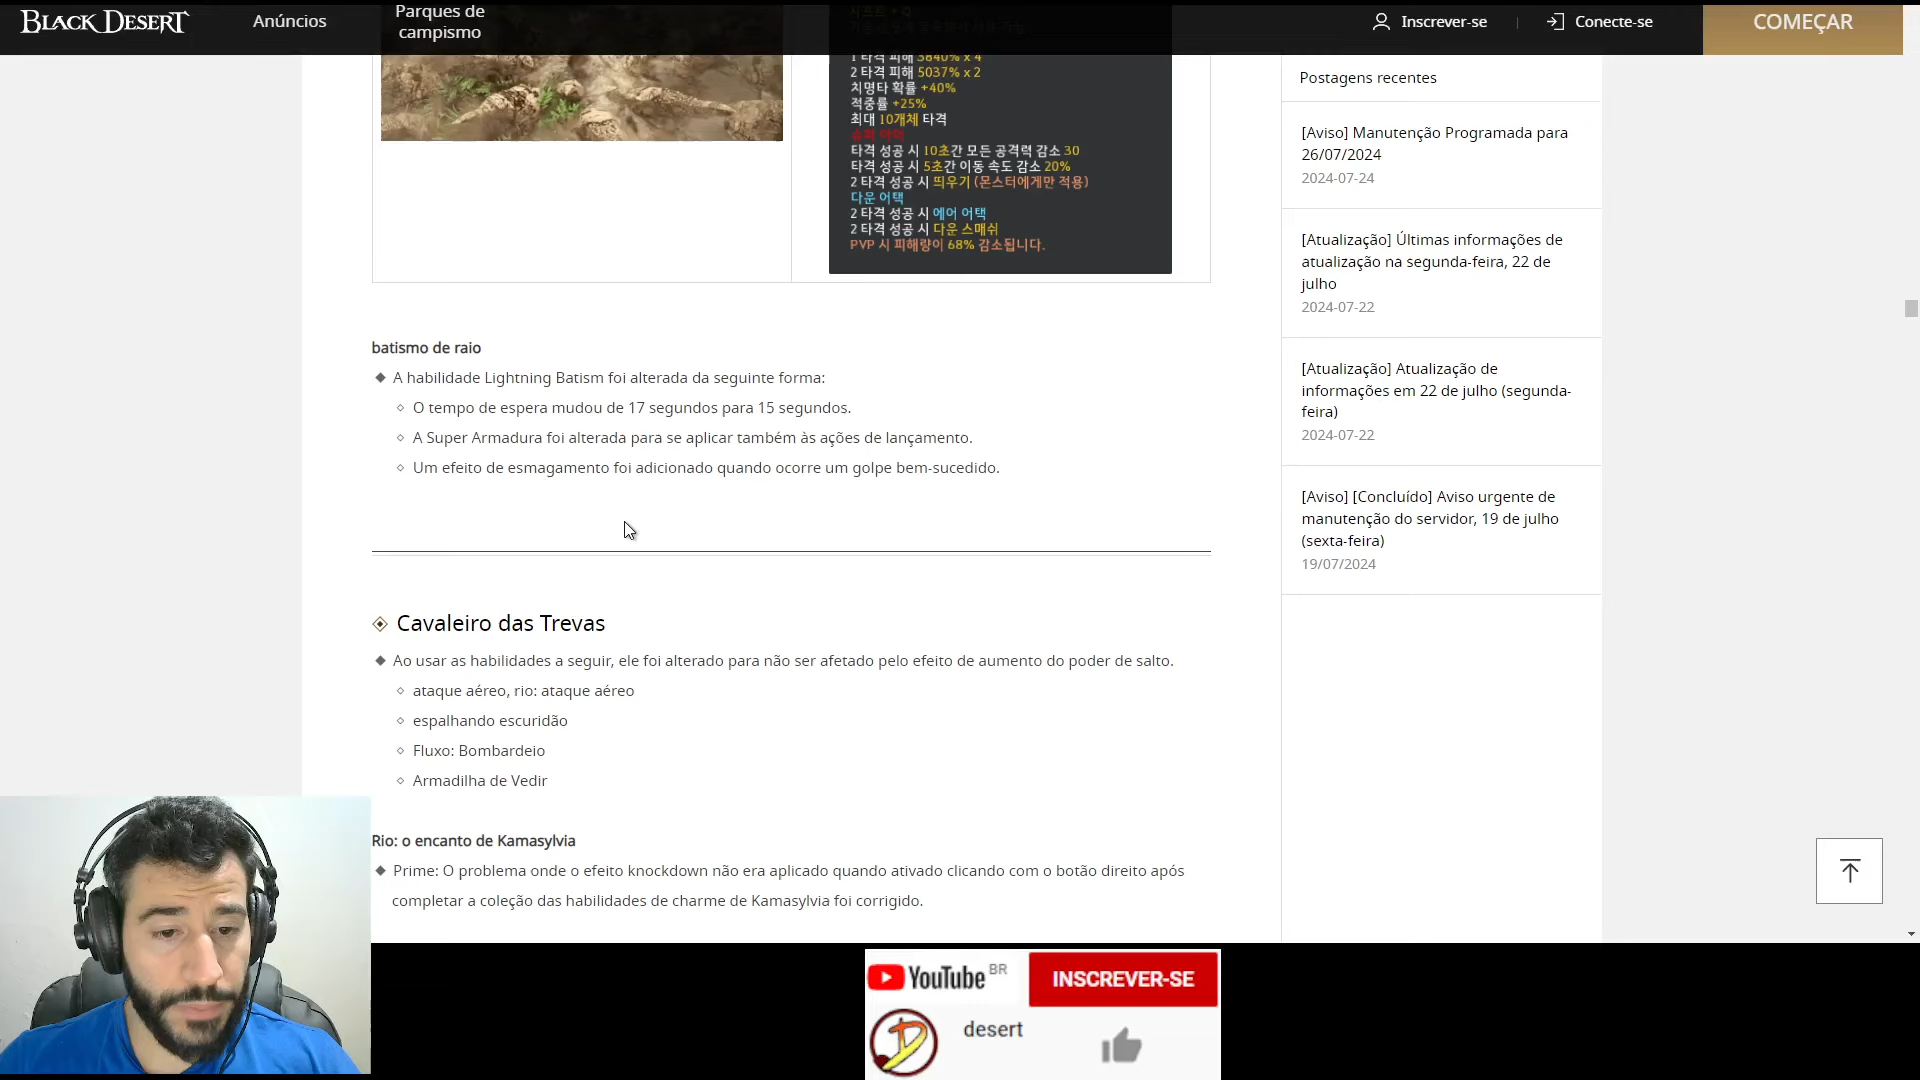 BLACK DESERT
Anúncios
Parques de
campismo
Inscrever-se
Conecte-se
COMEÇAR
1 타격 피해 3840% x 4
2 타격 피해 5037% x 2
치명타 확률 +40%
적중률 +25%
최대 10개체 타격
슈퍼 아머
타격 성공 시 10초간 모든 공격력 감소 30
타격 성공 시 5초간 이동 속도 감소 20%
2 타격 성공 시 띄우기 (몬스터에게만 적용)
다운 어택
2 타격 성공 시 에어 어택
2 타격 성공 시 다운 스매쉬
PVP 시 피해량이 68% 감소됩니다.
batismo de raio
A habilidade Lightning Batism foi alterada da seguinte forma:
O tempo de espera mudou de 17 segundos para 15 segundos.
A Super Armadura foi alterada para se aplicar também às ações de lançamento.
Um efeito de esmagamento foi adicionado quando ocorre um golpe bem-sucedido.
Cavaleiro das Trevas
Ao usar as habilidades a seguir, ele foi alterado para não ser afetado pelo efeito de aumento do poder de salto.
ataque aéreo, rio: ataque aéreo
espalhando escuridão
Fluxo: Bombardeio
Armadilha de Vedir
Rio: o encanto de Kamasylvia
Prime: O problema onde o efeito knockdown não era aplicado quando ativado clicando com o botão direito após
completar a coleção das habilidades de charme de Kamasylvia foi corrigido.
Postagens recentes
[Aviso] Manutenção Programada para
26/07/2024
2024-07-24
[Atualização] Últimas informações de
atualização na segunda-feira, 22 de
julho
2024-07-22
[Atualização] Atualização de
informações em 22 de julho (segunda-
feira)
2024-07-22
[Aviso] [Concluído] Aviso urgente de
manutenção do servidor, 19 de julho
(sexta-feira)
19/07/2024
YouTube BR
INSCREVER-SE
desert